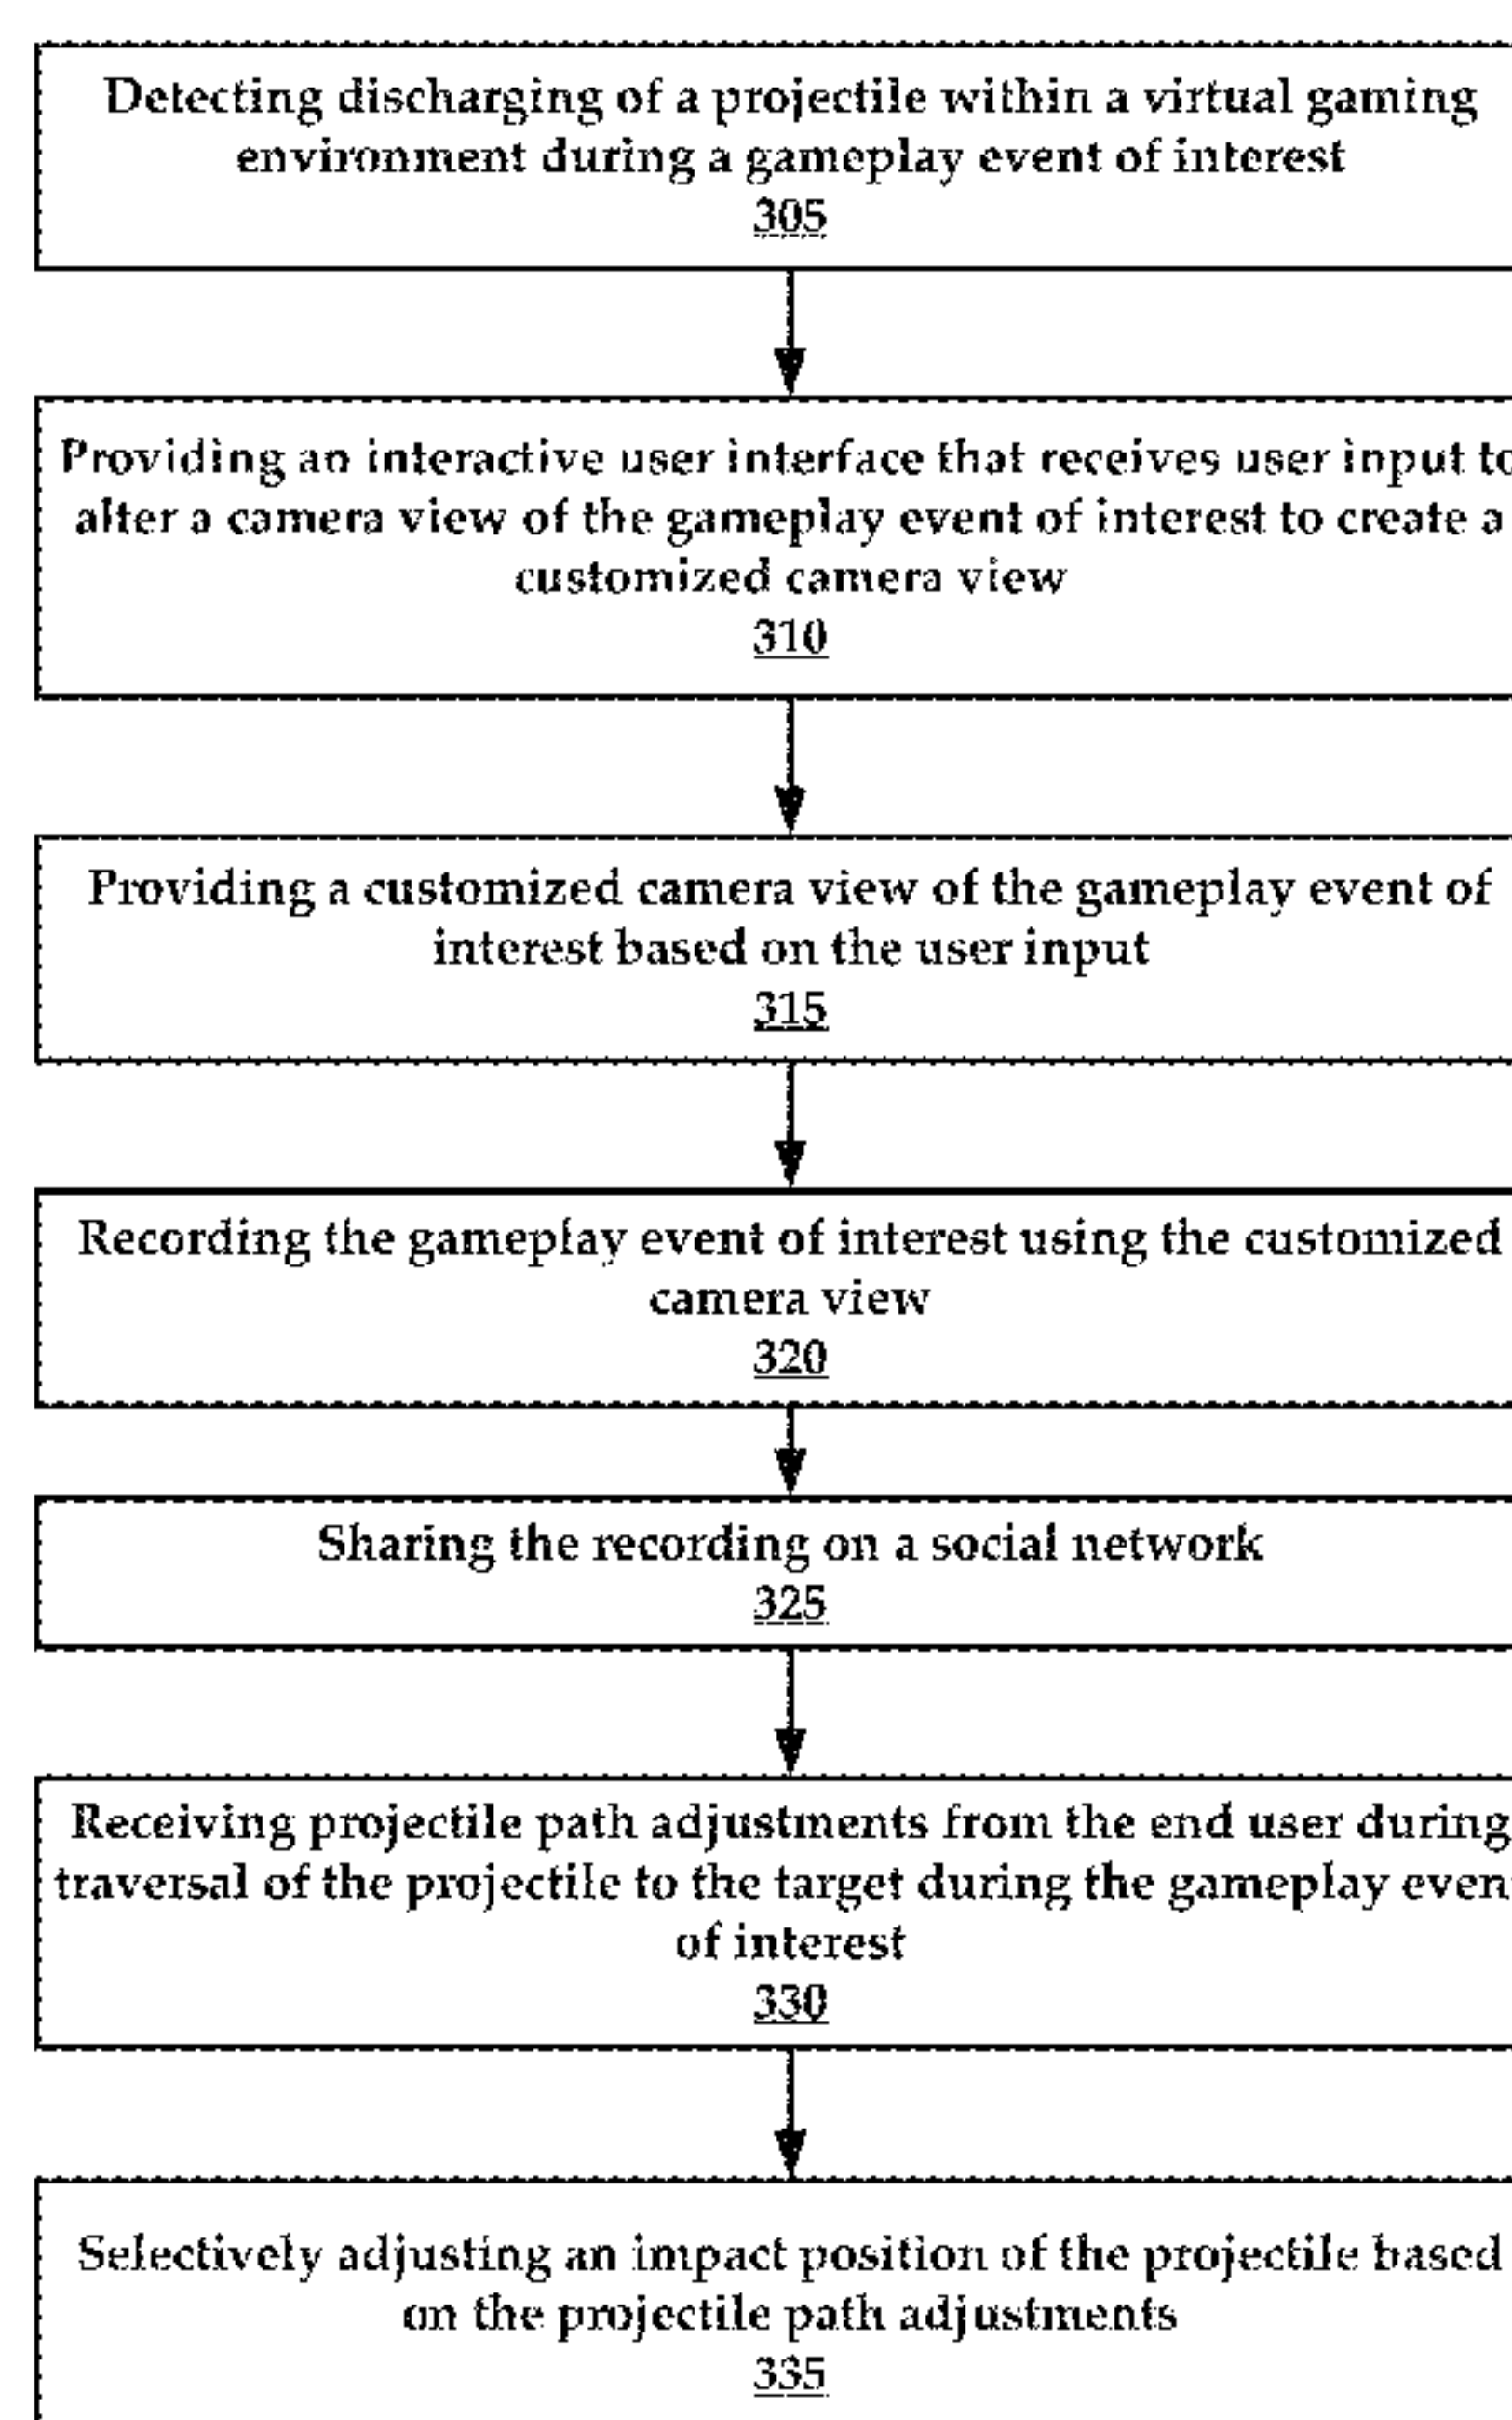 Detecting discharging of a projectile within a virtual gaming
environment during a gameplay event of interest
305
Providing an interactive user interface that receives user input to
alter a camera view of the gameplay event of interest to create a
customized camera view
310
Providing a customized camera view of the gameplay event of
interest based on the user input
315
Recording the gameplay event of interest using the customized
camera view
320
Sharing the recording on a social network
325
Receiving projectile path adjustments from the end user during
traversal of the projectile to the target during the gameplay event
of interest
330
Selectively adjusting an impact position of the projectile based
on the projectile path adjustments
335